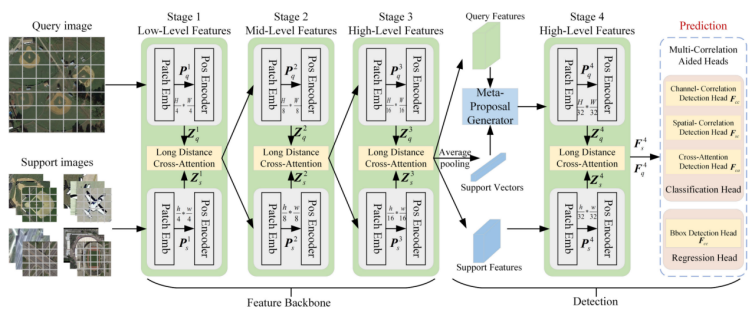 Query image
Support images
Stage 1
Low-Level Features
Patch Emb
P_q^1
H/4 * W/4
Pos Encoder
Z_q^1
Long Distance
Cross-Attention
Z_s^1
Patch Emb
h/4 * w/4
P_s^1
Pos Encoder
Stage 2
Mid-Level Features
Patch Emb
P_q^2
H/8 * W/8
Pos Encoder
Z_q^2
Long Distance
Cross-Attention
Z_s^2
Patch Emb
h/8 * w/8
P_s^2
Pos Encoder
Stage 3
High-Level Features
Patch Emb
P_q^3
H/16 * W/16
Pos Encoder
Z_q^3
Long Distance
Cross-Attention
Z_s^3
Patch Emb
h/16 * w/16
P_s^3
Pos Encoder
Feature Backbone
Query Features
Meta-
Proposal
Generator
Average
pooling
Support Vectors
Support Features
Stage 4
High-Level Features
Patch Emb
P_q^4
H/32 * W/32
Pos Encoder
Z_q^4
Long Distance
Cross-Attention
Z_s^4
Patch Emb
h/32 * w/32
P_s^4
Pos Encoder
F_s^4
F_q^4
Detection
Prediction
Multi-Correlation
Aided Heads
Channel- Correlation
Detection Head F_cc
Spatial- Correlation
Detection Head
Cross-Attention
Detection Head
Classification Head
Bbox Detection Head
Regression Head